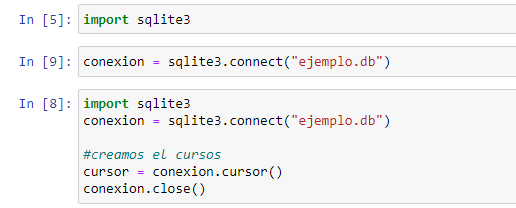 In [5]: import sqlite3
In [9]: conexion = sqlite3.connect("ejemplo.db")
In [8]: import sqlite3
conexion = sqlite3.connect("ejemplo.db")
#creamos el cursos
cursor = conexion.cursor()
conexion.close()